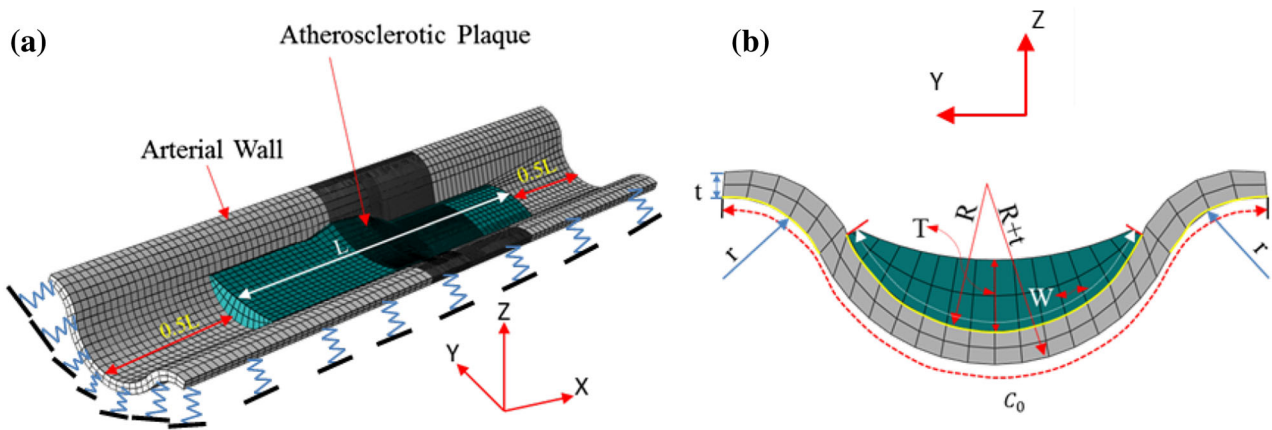 (a)
Atherosclerotic Plaque
Arterial Wall
0.5L
L
0.5L
Z
Y
X
(b)
Z
Y
t
R
R+t
T
W
r
r
C₀